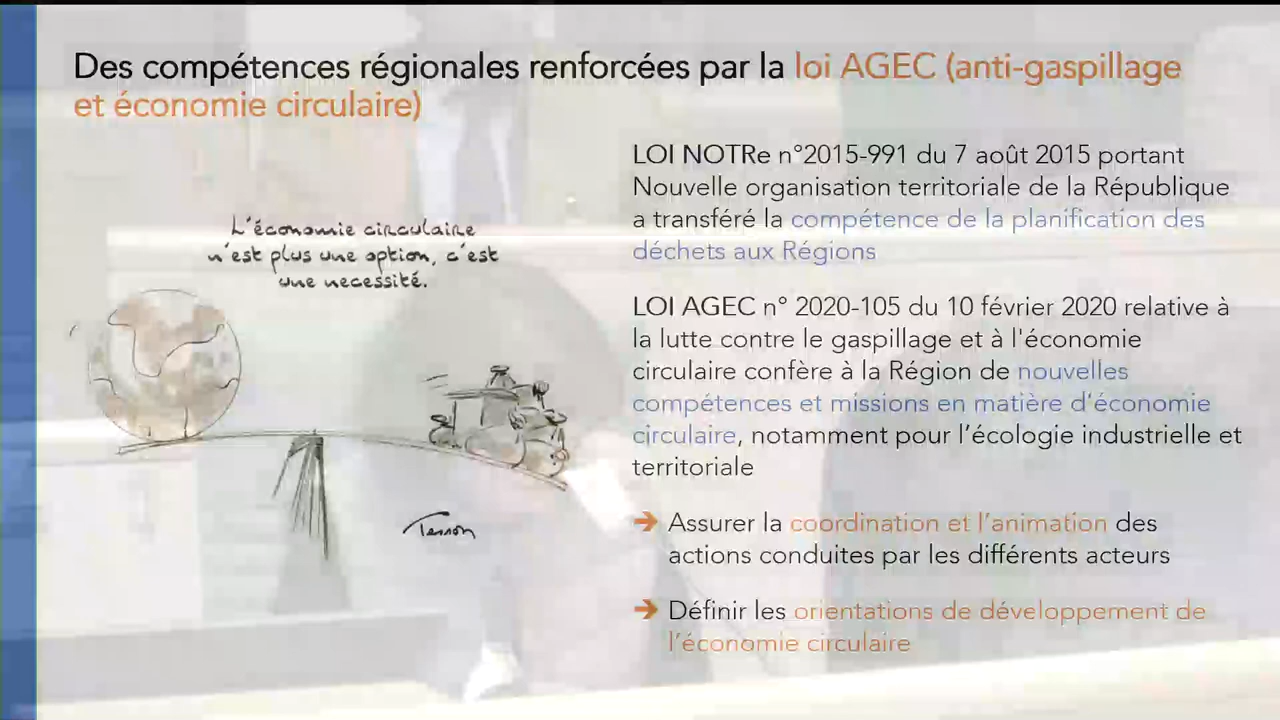 Des compétences régionales renforcées par la loi AGEC (anti-gaspillage
et économie circulaire)
L'économie circulaire
n'est plus une option, c'est
une necessité.
LOI NOTRe n°2015-991 du 7 août 2015 portant
Nouvelle organisation territoriale de la République
a transféré la compétence de la planification des
déchets aux Régions
LOI AGEC n° 2020-105 du 10 février 2020 relative à
la lutte contre le gaspillage et à l'économie
circulaire confère à la Région de nouvelles
compétences et missions en matière d'économie
circulaire, notamment pour l'écologie industrielle et
territoriale
➔ Assurer la coordination et l'animation des
actions conduites par les différents acteurs
➔ Définir les orientations de développement de
l'économie circulaire